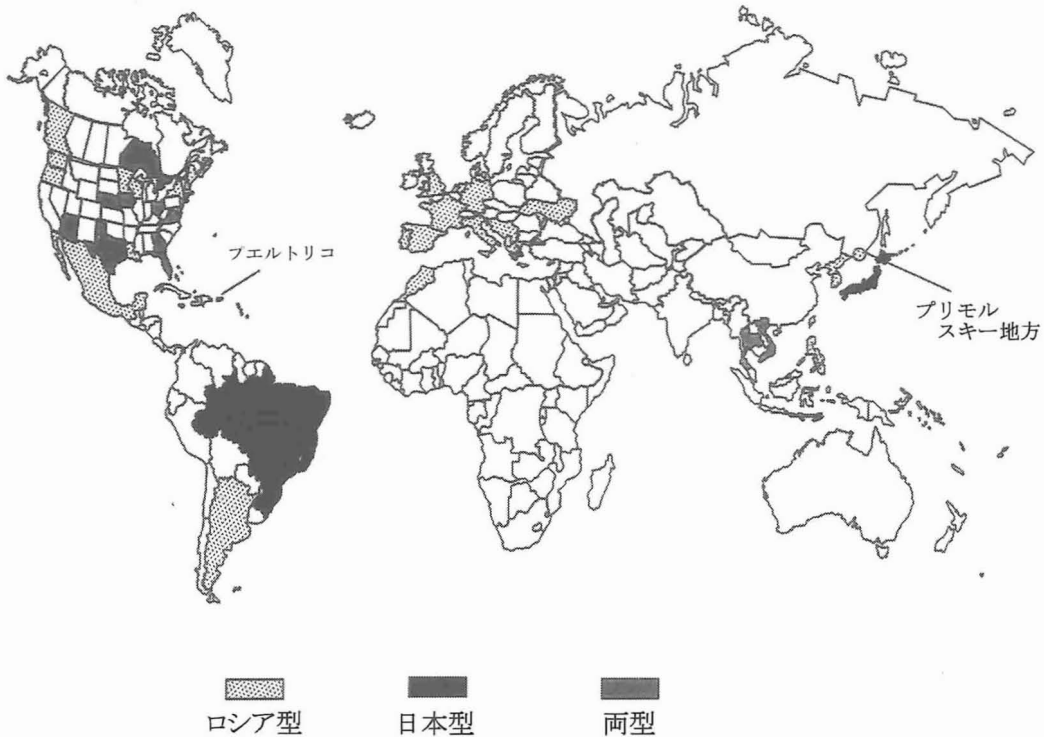 プエルトリコ
プリモル
スキー地方
ロシア型
日本型
両型